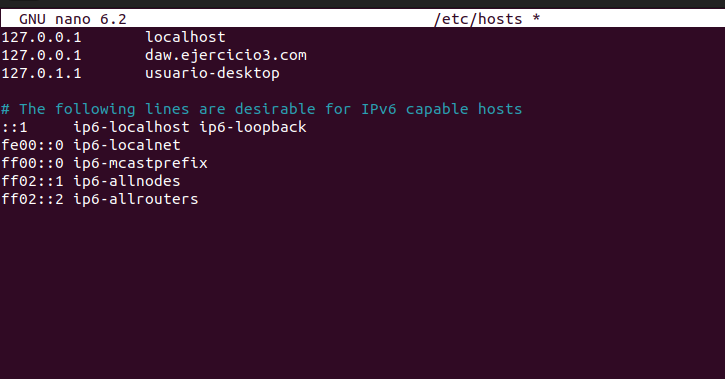 GNU nano 6.2 /etc/hosts *
127.0.0.1 localhost
127.0.0.1 daw.ejercicio3.com
127.0.1.1 usuario-desktop
# The following lines are desirable for IPv6 capable hosts
::1 ip6-localhost ip6-loopback
fe00::0 ip6-localnet
ff00::0 ip6-mcastprefix
ff02::1 ip6-allnodes
ff02::2 ip6-allrouters